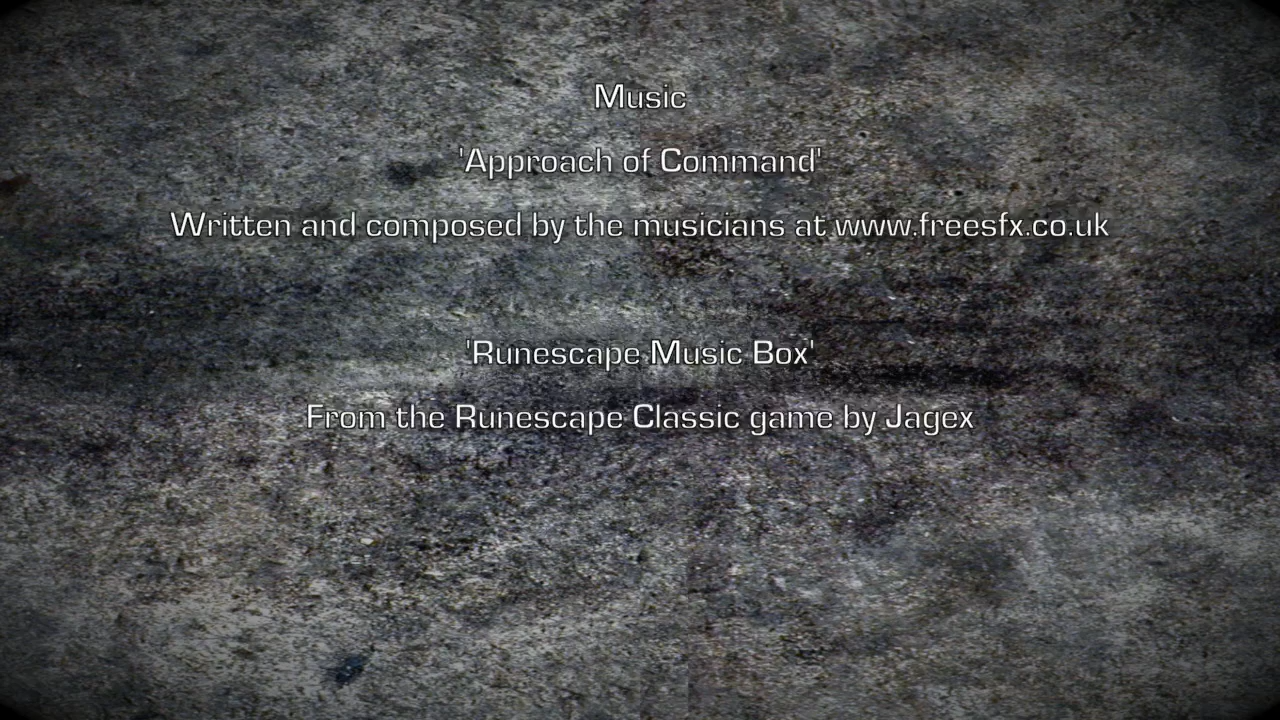 Music
'Approach of Command'
Written and composed by the musicians at www.freesfx.co.uk
'Runescape Music Box'
From the Runescape Classic game by Jagex